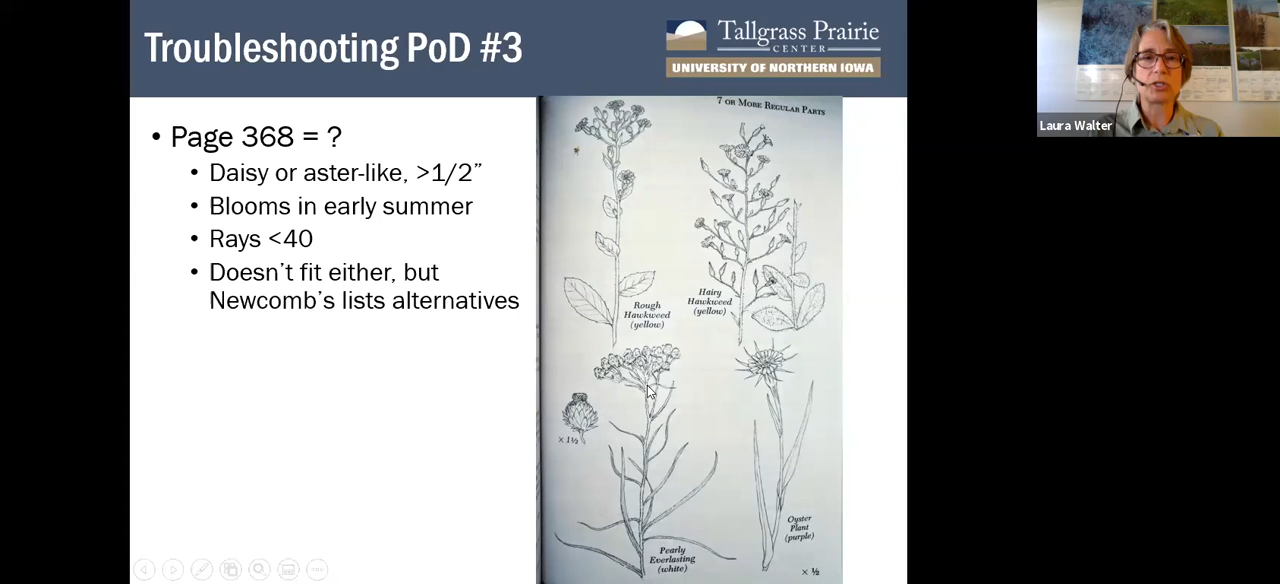 Troubleshooting PoD #3
Tallgrass Prairie
CENTER
UNIVERSITY OF NORTHERN IOWA
Laura Walter
• Page 368 = ?
• Daisy or aster-like, >1/2”
• Blooms in early summer
• Rays <40
• Doesn’t fit either, but
Newcomb’s lists alternatives
7 OR MORE REGULAR PARTS
Rough
Hawkweed
(yellow)
Hairy
Hawkweed
(yellow)
× 1½
Pearly
Everlasting
(white)
Oyster
Plant
(purple)
× ½